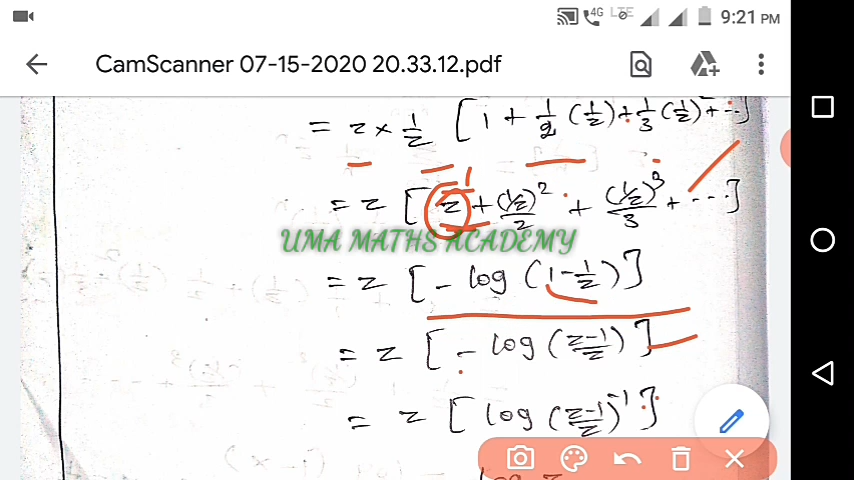 4G LTE 9:21 PM
CamScanner 07-15-2020 20.33.12.pdf
= z × 1/z [1 + 1/2 (1/z) + 1/3 (1/z)² + ...]
= z [ 1/z + (1/z)²/2 + (1/z)³/3 + ...]
UMA MATHS ACADEMY
= z [- log (1 - 1/z)]
= z [- log (z-1/z)]
= z [log (z-1/z)⁻¹]